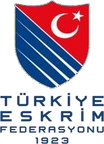 TÜRKİYE
ESKRİM
FEDERASYONU
1923